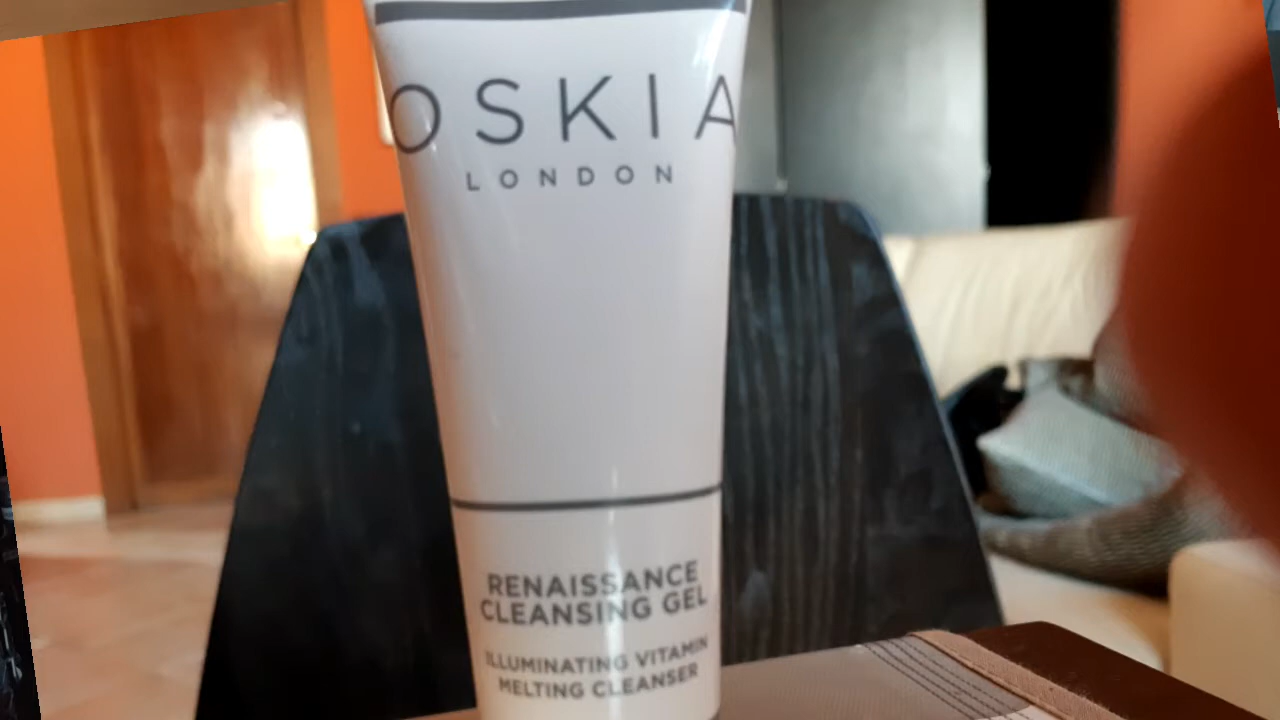 OSKIA
LONDON
RENAISSANCE
CLEANSING GEL
ILLUMINATING VITAMIN
MELTING CLEANSER